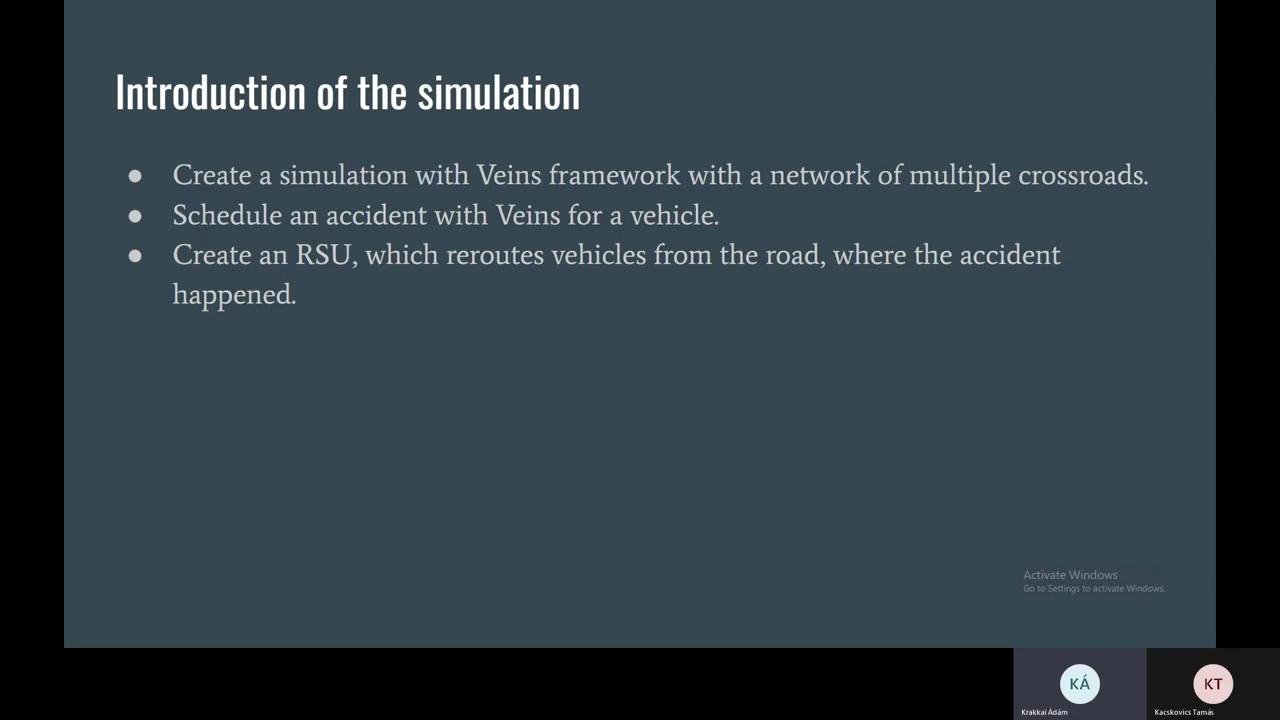 Introduction of the simulation
● Create a simulation with Veins framework with a network of multiple crossroads.
● Schedule an accident with Veins for a vehicle.
● Create an RSU, which reroutes vehicles from the road, where the accident
happened.
Activate Windows
Go to Settings to activate Windows.
KÁ
Krakkai Ádám
KT
Kacskovics Tamás